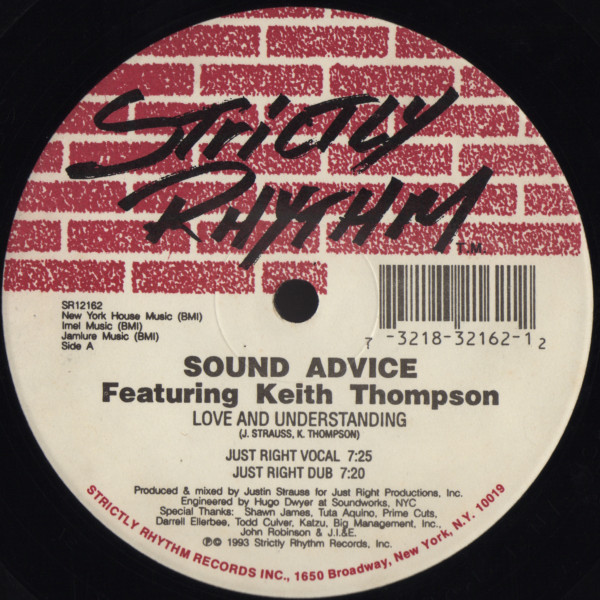 STRICTLY
RHYTHM
T.M.
SR12162
New York House Music (BMI)
Imel Music (BMI)
Jamlure Music (BMI)
Side A
7 -3218-32162-1 2
SOUND ADVICE
Featuring Keith Thompson
LOVE AND UNDERSTANDING
(J. STRAUSS, K. THOMPSON)
JUST RIGHT VOCAL 7:25
JUST RIGHT DUB 7:20
Produced & mixed by Justin Strauss for Just Right Productions, Inc.
Engineered by Hugo Dwyer at Soundworks, NYC
Special Thanks: Shawn James, Tuta Aquino, Prime Cuts,
Darrell Ellerbee, Todd Culver, Katzu, Big Management, Inc.,
John Robinson & J.I.&E.
℗© 1993 Strictly Rhythm Records, Inc.
STRICTLY RHYTHM RECORDS INC., 1650 Broadway, New York, N.Y. 10019